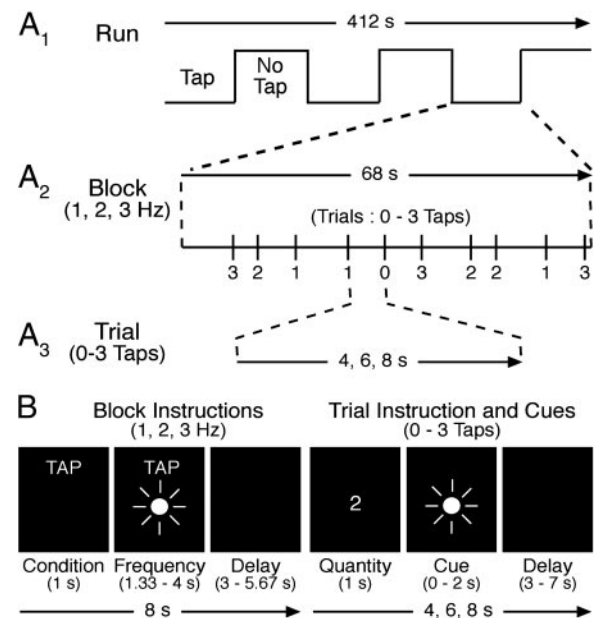 A1 Run
412 s
Tap
No
Tap
A2 Block
(1, 2, 3 Hz)
68 s
(Trials : 0 - 3 Taps)
3 2 1 1 0 3 2 2 1 3
A3 Trial
(0-3 Taps)
4, 6, 8 s
B
Block Instructions
(1, 2, 3 Hz)
Trial Instruction and Cues
(0 - 3 Taps)
TAP
TAP
2
Condition
(1 s)
Frequency
(1.33 - 4 s)
Delay
(3 - 5.67 s)
Quantity
(1 s)
Cue
(0 - 2 s)
Delay
(3 - 7 s)
8 s
4, 6, 8 s